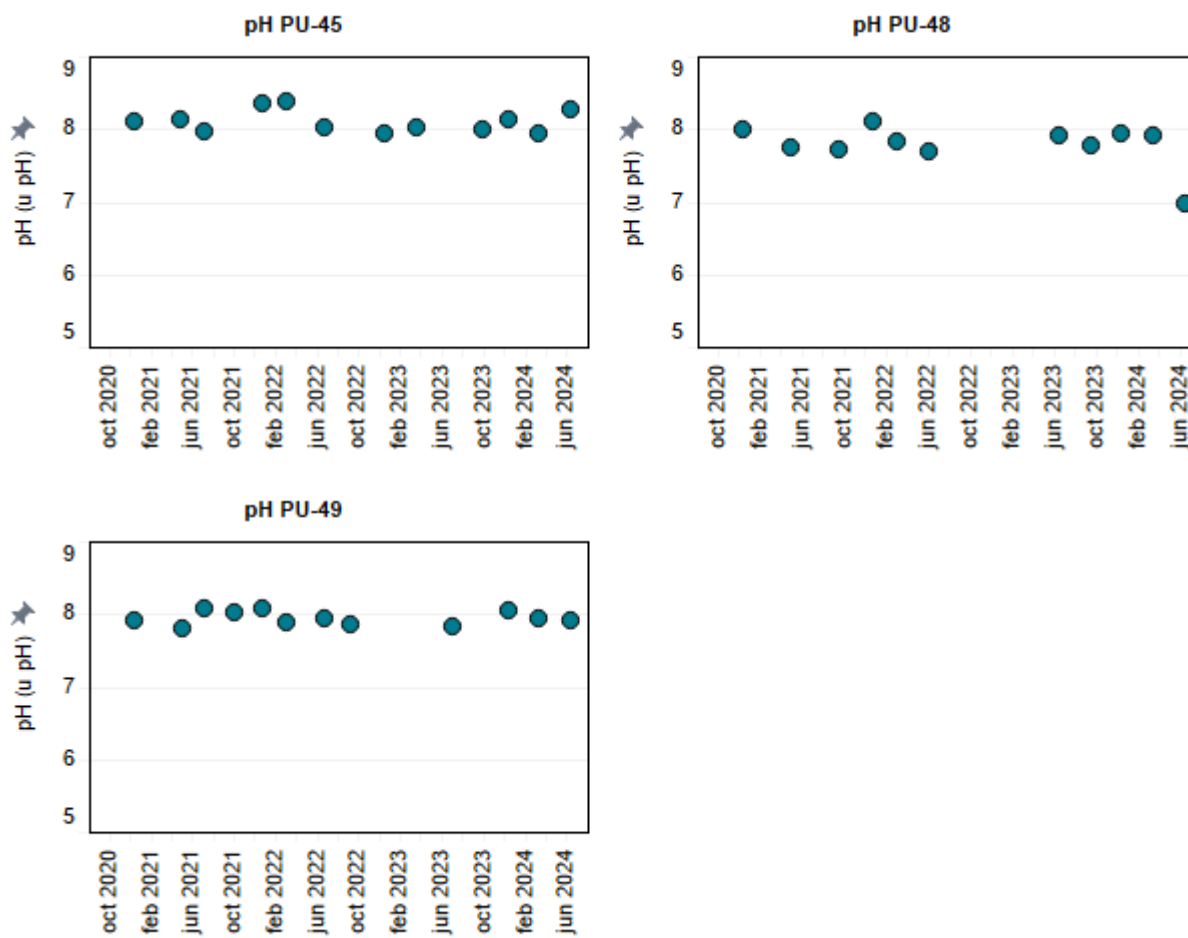 pH PU-45
9
8
7
6
5
pH (u pH)
oct 2020
feb 2021
jun 2021
oct 2021
feb 2022
jun 2022
oct 2022
feb 2023
jun 2023
oct 2023
feb 2024
jun 2024
pH PU-48
9
8
7
6
5
pH (u pH)
oct 2020
feb 2021
jun 2021
oct 2021
feb 2022
jun 2022
oct 2022
feb 2023
jun 2023
oct 2023
feb 2024
jun 2024
pH PU-49
9
8
7
6
5
pH (u pH)
oct 2020
feb 2021
jun 2021
oct 2021
feb 2022
jun 2022
oct 2022
feb 2023
jun 2023
oct 2023
feb 2024
jun 2024